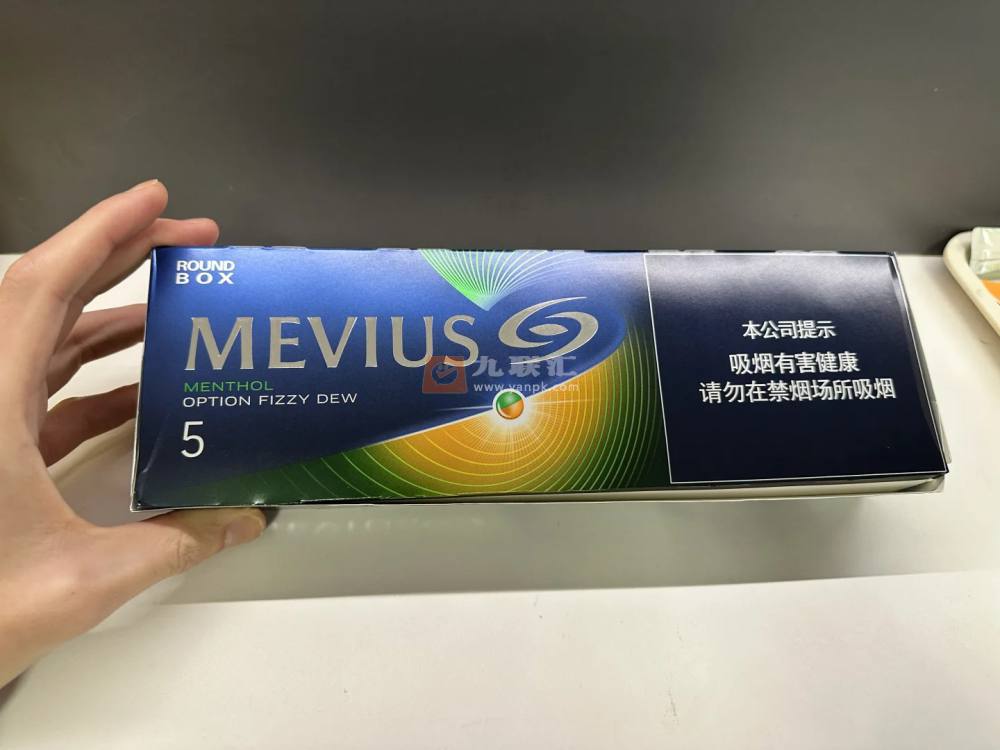 ROUND
BOX
MEVIUS
MENTHOL
OPTION FIZZY DEW
5
九联汇
www.yanpk.com
本公司提示
吸烟有害健康
请勿在禁烟场所吸烟